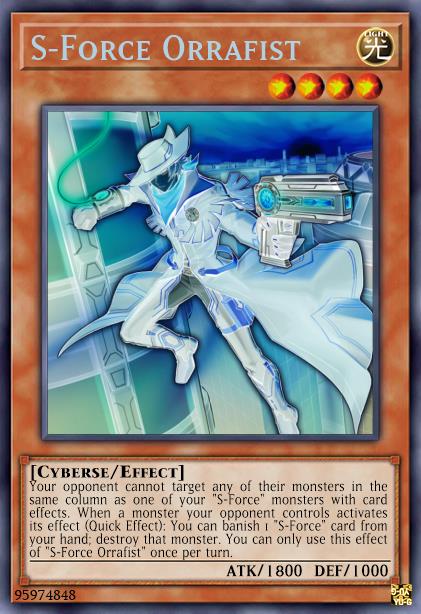 S-Force Orrafist
LIGHT
光
[Cyberse/Effect]
Your opponent cannot target any of their monsters in the
same column as one of your "S-Force" monsters with card
effects. When a monster your opponent controls activates
its effect (Quick Effect): You can banish 1 "S-Force" card from
your hand; destroy that monster. You can only use this effect
of "S-Force Orrafist" once per turn.
ATK/1800 DEF/1000
95974848